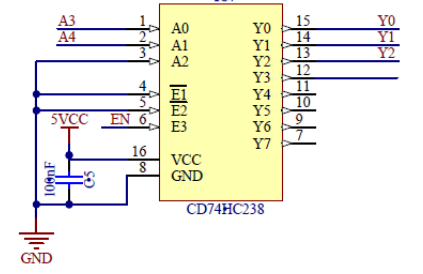 A3 1 A0 Y0 15 Y0
A4 2 A1 Y1 14 Y1
3 A2 Y2 13 Y2
Y3 12
4 E1 Y4 11
5 E2 Y5 10
EN 6 E3 Y6 9
Y7 7
5VCC
16 VCC
8 GND
100nF
C5
CD74HC238
GND